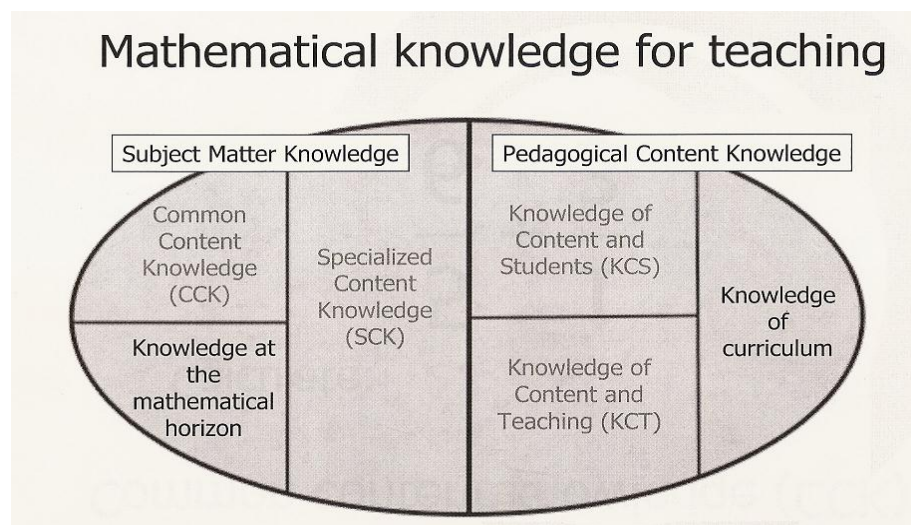 Mathematical knowledge for teaching
Subject Matter Knowledge
Pedagogical Content Knowledge
Common
Content
Knowledge
(CCK)
Knowledge at
the
mathematical
horizon
Specialized
Content
Knowledge
(SCK)
Knowledge of
Content and
Students (KCS)
Knowledge of
Content and
Teaching (KCT)
Knowledge
of
curriculum